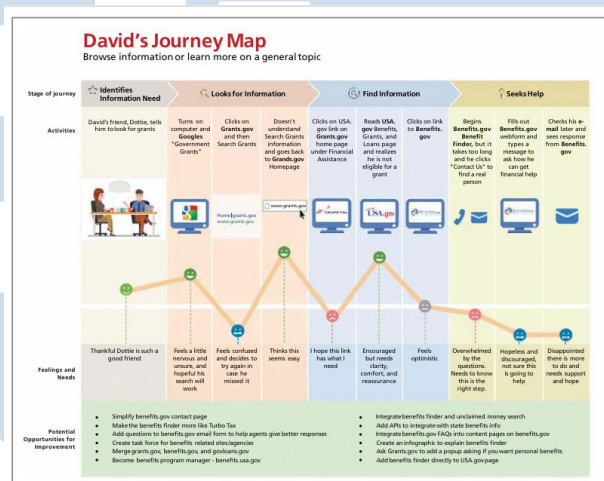 David's Journey Map
Browse information or learn more on a general topic
Stage of journey
Identifies
Information Need
Looks for Information
Find Information
Seeks Help
Activities
David's friend, Dottie, tells
him to look for grants
Turns on
computer and
Googles
"Government
Grants"
Clicks on
Grants.gov
and then
Search Grants
Doesn't
understand
Search Grants
information
and goes back
to Grands.gov
Homepage
Clicks on USA.
gov link on
Grants.gov
home page
under Financial
Assistance
Reads USA.
gov Benefits,
Grants, and
Loans page
and realizes
he is not
eligible for a
grant
Clicks on link
to Benefits.
gov
Begins
Benefits.gov
Benefit
Finder, but it
takes too long
and he clicks
"Contact Us" to
find a real
person
Fills out
Benefits.gov
webform and
types a
message to
ask how he
can get
financial help
Checks his e-
mail later and
sees response
from Benefits.
gov
Home|grants.gov
www.grants.gov
www.grants.gov
USA.gov
Feelings and
Needs
Thankful Dottie is such a
good friend
Feels a little
nervous and
unsure, and
hopeful his
search will
work
Feels confused
and decides to
try again in
case he
missed it
Thinks this
seems easy
I hope this link
has what I
need
Encouraged
but needs
clarity,
comfort, and
reassurance
Feels
optimistic
Overwhelmed
by the
questions.
Needs to know
this is the
right step.
Hopeless and
discouraged,
not sure this
is going to
help
Disappointed
there is more
to do and
needs support
and hope
Potential
Opportunities for
Improvement
• Simplify benefits.gov contact page
• Make the benefits finder more like Turbo Tax
• Add questions to benefits.gov email form to help agents give better responses
• Create task force for benefits related sites/agencies
• Merge grants.gov, benefits.gov, and govloans.gov
• Become benefits program manager - benefits.usa.gov
• Integrate benefits finder and unclaimed money search
• Add APIs to integrate with state benefits info
• Integrate benefits.gov FAQs into content pages on benefits.gov
• Create an infographic to explain benefits finder
• Ask Grants.gov to add a popup asking if you want personal benefits
• Add benefits finder directly to USA.gov page